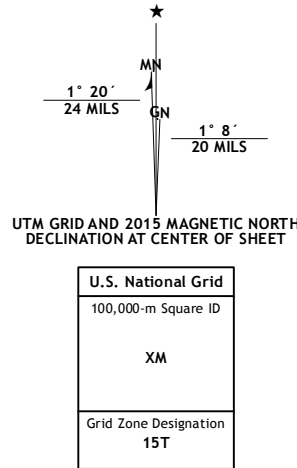 ★
MN
1° 20´
24 MILS
GN
1° 8´
20 MILS
UTM GRID AND 2015 MAGNETIC NORTH
DECLINATION AT CENTER OF SHEET
U.S. National Grid
100,000-m Square ID
XM
Grid Zone Designation
15T